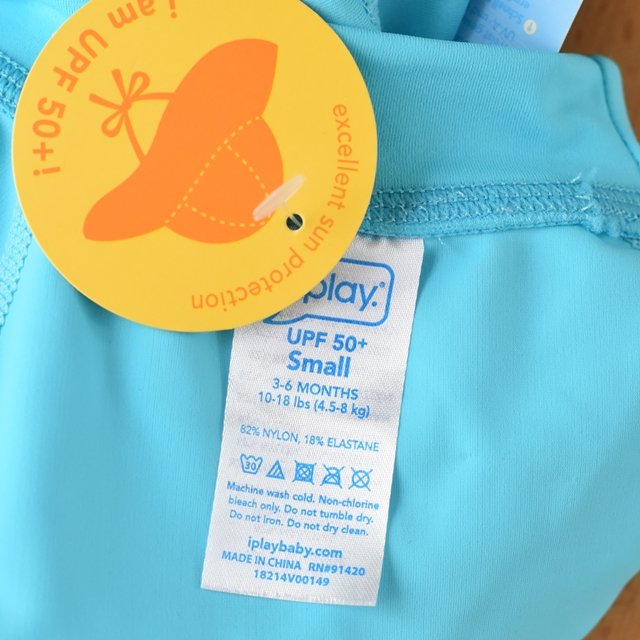 i am UPF 50+!
excellent sun protection
play.
UPF 50+
Small
3-6 MONTHS
10-18 lbs (4.5-8 kg)
82% NYLON, 18% ELASTANE
30
Machine wash cold. Non-chlorine
bleach only. Do not tumble dry.
Do not Iron. Do not dry clean.
iplaybaby.com
MADE IN CHINA RN#91420
18214V00149